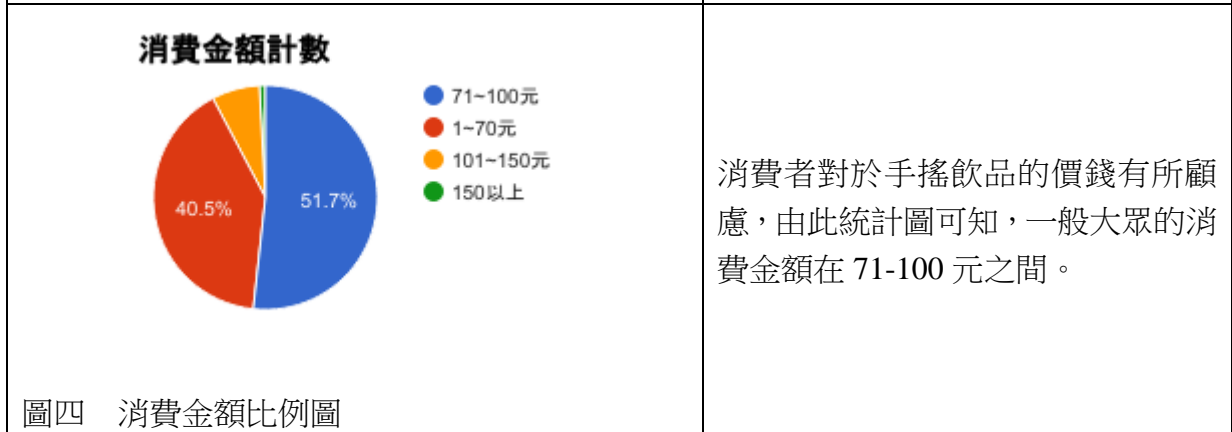 消費金額計數
71~100元
1~70元
101~150元
150以上
40.5%
51.7%
圖四　消費金額比例圖
消費者對於手搖飲品的價錢有所顧
慮，由此統計圖可知，一般大眾的消
費金額在 71-100 元之間。